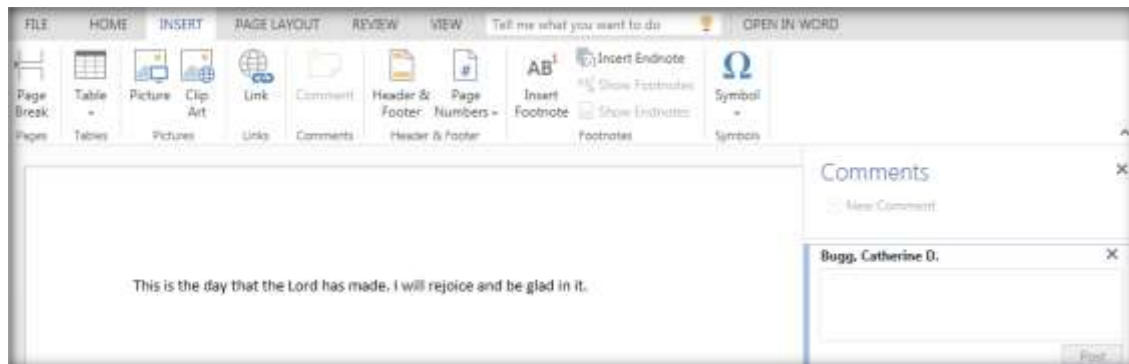 FILE HOME INSERT PAGE LAYOUT REVIEW VIEW Tell me what you want to do OPEN IN WORD
Page Break
Table
Picture
Clip Art
Link
Comment
Header & Footer
Page Numbers
AB1 Insert Footnote
Insert Endnote
Show Footnotes
Show Endnotes
Ω Symbol
Pages Tables Pictures Links Comments Header & Footer Footnotes Symbols
Comments
New Comment
Bugg, Catherine D.
This is the day that the Lord has made. I will rejoice and be glad in it.
Post